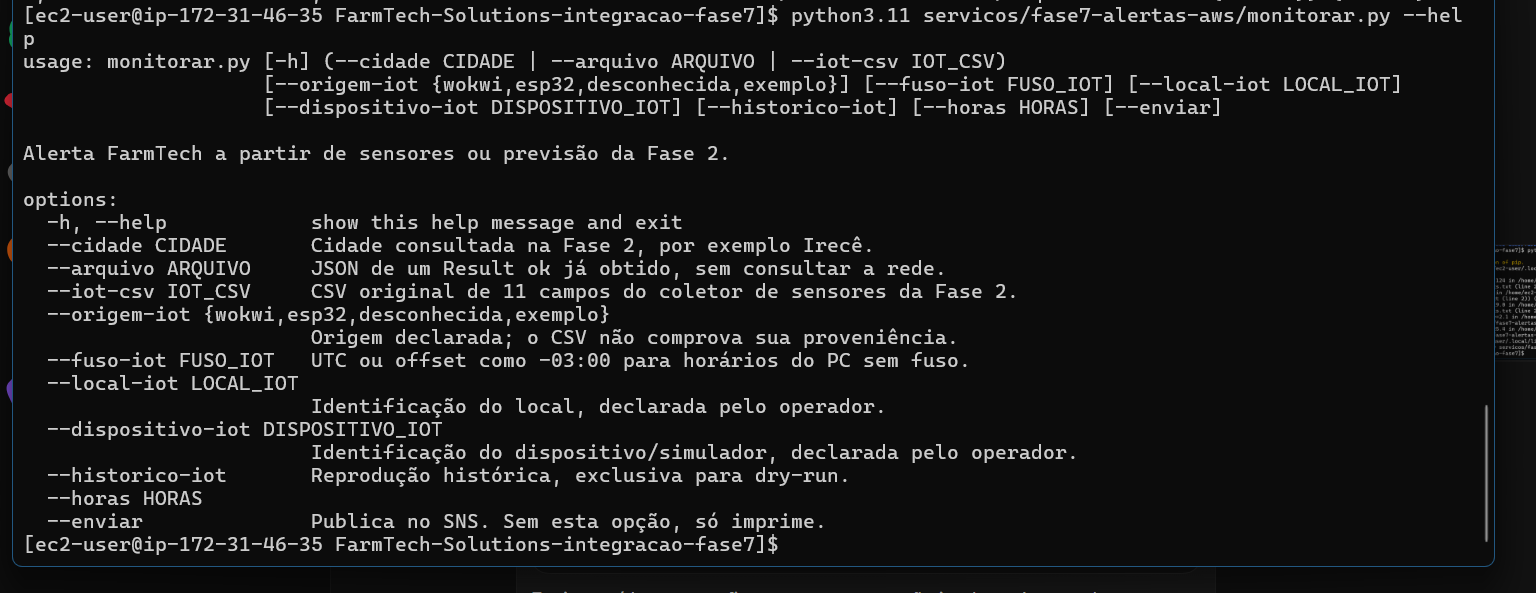 [ec2-user@ip-172-31-46-35 FarmTech-Solutions-integracao-fase7]$ python3.11 servicos/fase7-alertas-aws/monitorar.py --hel
p
usage: monitorar.py [-h] (--cidade CIDADE | --arquivo ARQUIVO | --iot-csv IOT_CSV)
                    [--origem-iot {wokwi,esp32,desconhecida,exemplo}] [--fuso-iot FUSO_IOT] [--local-iot LOCAL_IOT]
                    [--dispositivo-iot DISPOSITIVO_IOT] [--historico-iot] [--horas HORAS] [--enviar]

Alerta FarmTech a partir de sensores ou previsão da Fase 2.

options:
  -h, --help            show this help message and exit
  --cidade CIDADE       Cidade consultada na Fase 2, por exemplo Irecê.
  --arquivo ARQUIVO     JSON de um Result ok já obtido, sem consultar a rede.
  --iot-csv IOT_CSV     CSV original de 11 campos do coletor de sensores da Fase 2.
  --origem-iot {wokwi,esp32,desconhecida,exemplo}
                        Origem declarada; o CSV não comprova sua proveniência.
  --fuso-iot FUSO_IOT   UTC ou offset como -03:00 para horários do PC sem fuso.
  --local-iot LOCAL_IOT
                        Identificação do local, declarada pelo operador.
  --dispositivo-iot DISPOSITIVO_IOT
                        Identificação do dispositivo/simulador, declarada pelo operador.
  --historico-iot       Reprodução histórica, exclusiva para dry-run.
  --horas HORAS
  --enviar              Publica no SNS. Sem esta opção, só imprime.
[ec2-user@ip-172-31-46-35 FarmTech-Solutions-integracao-fase7]$